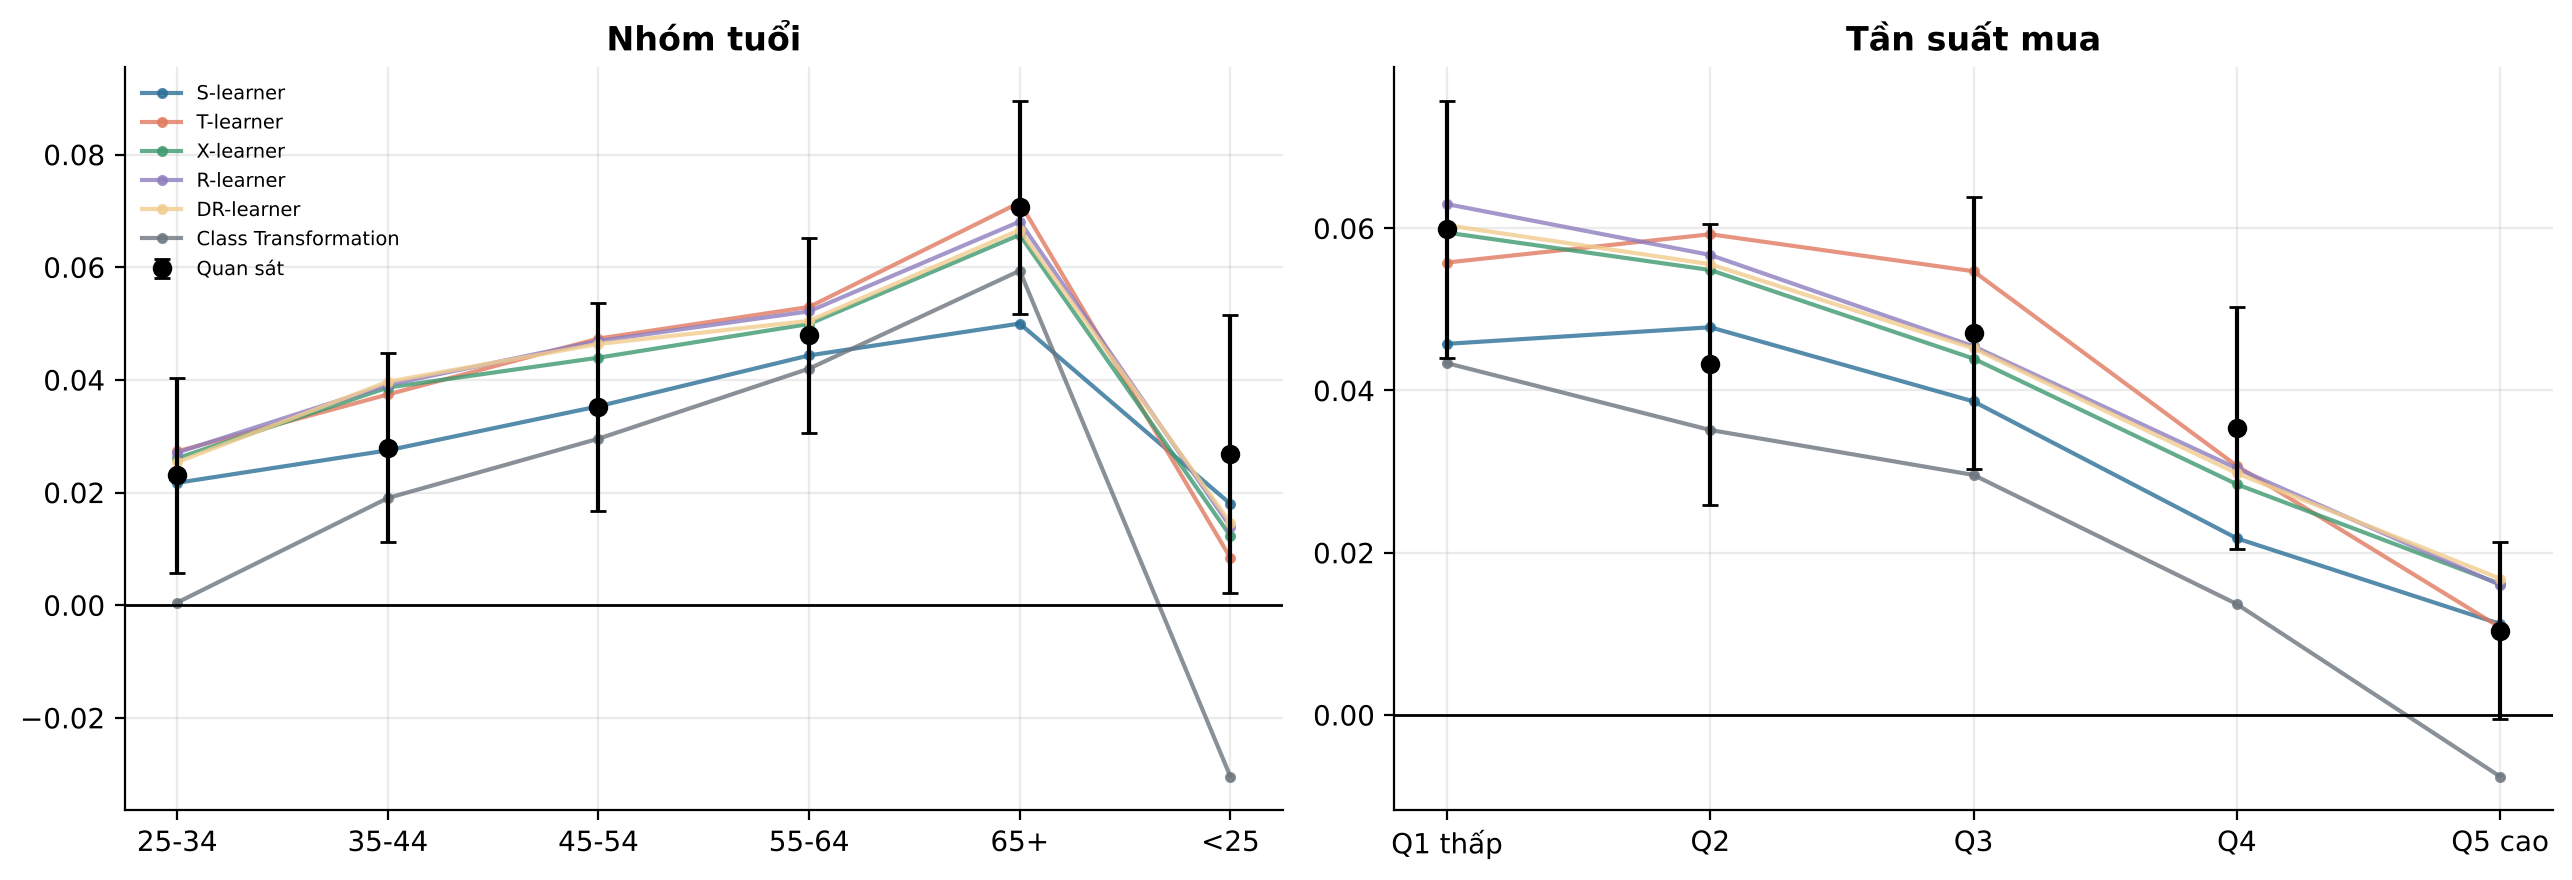 Nhóm tuổi
S-learner
T-learner
X-learner
R-learner
DR-learner
Class Transformation
Quan sát
0.08
0.06
0.04
0.02
0.00
−0.02
25-34 35-44 45-54 55-64 65+ <25
Tần suất mua
0.06
0.04
0.02
0.00
Q1 thấp Q2 Q3 Q4 Q5 cao